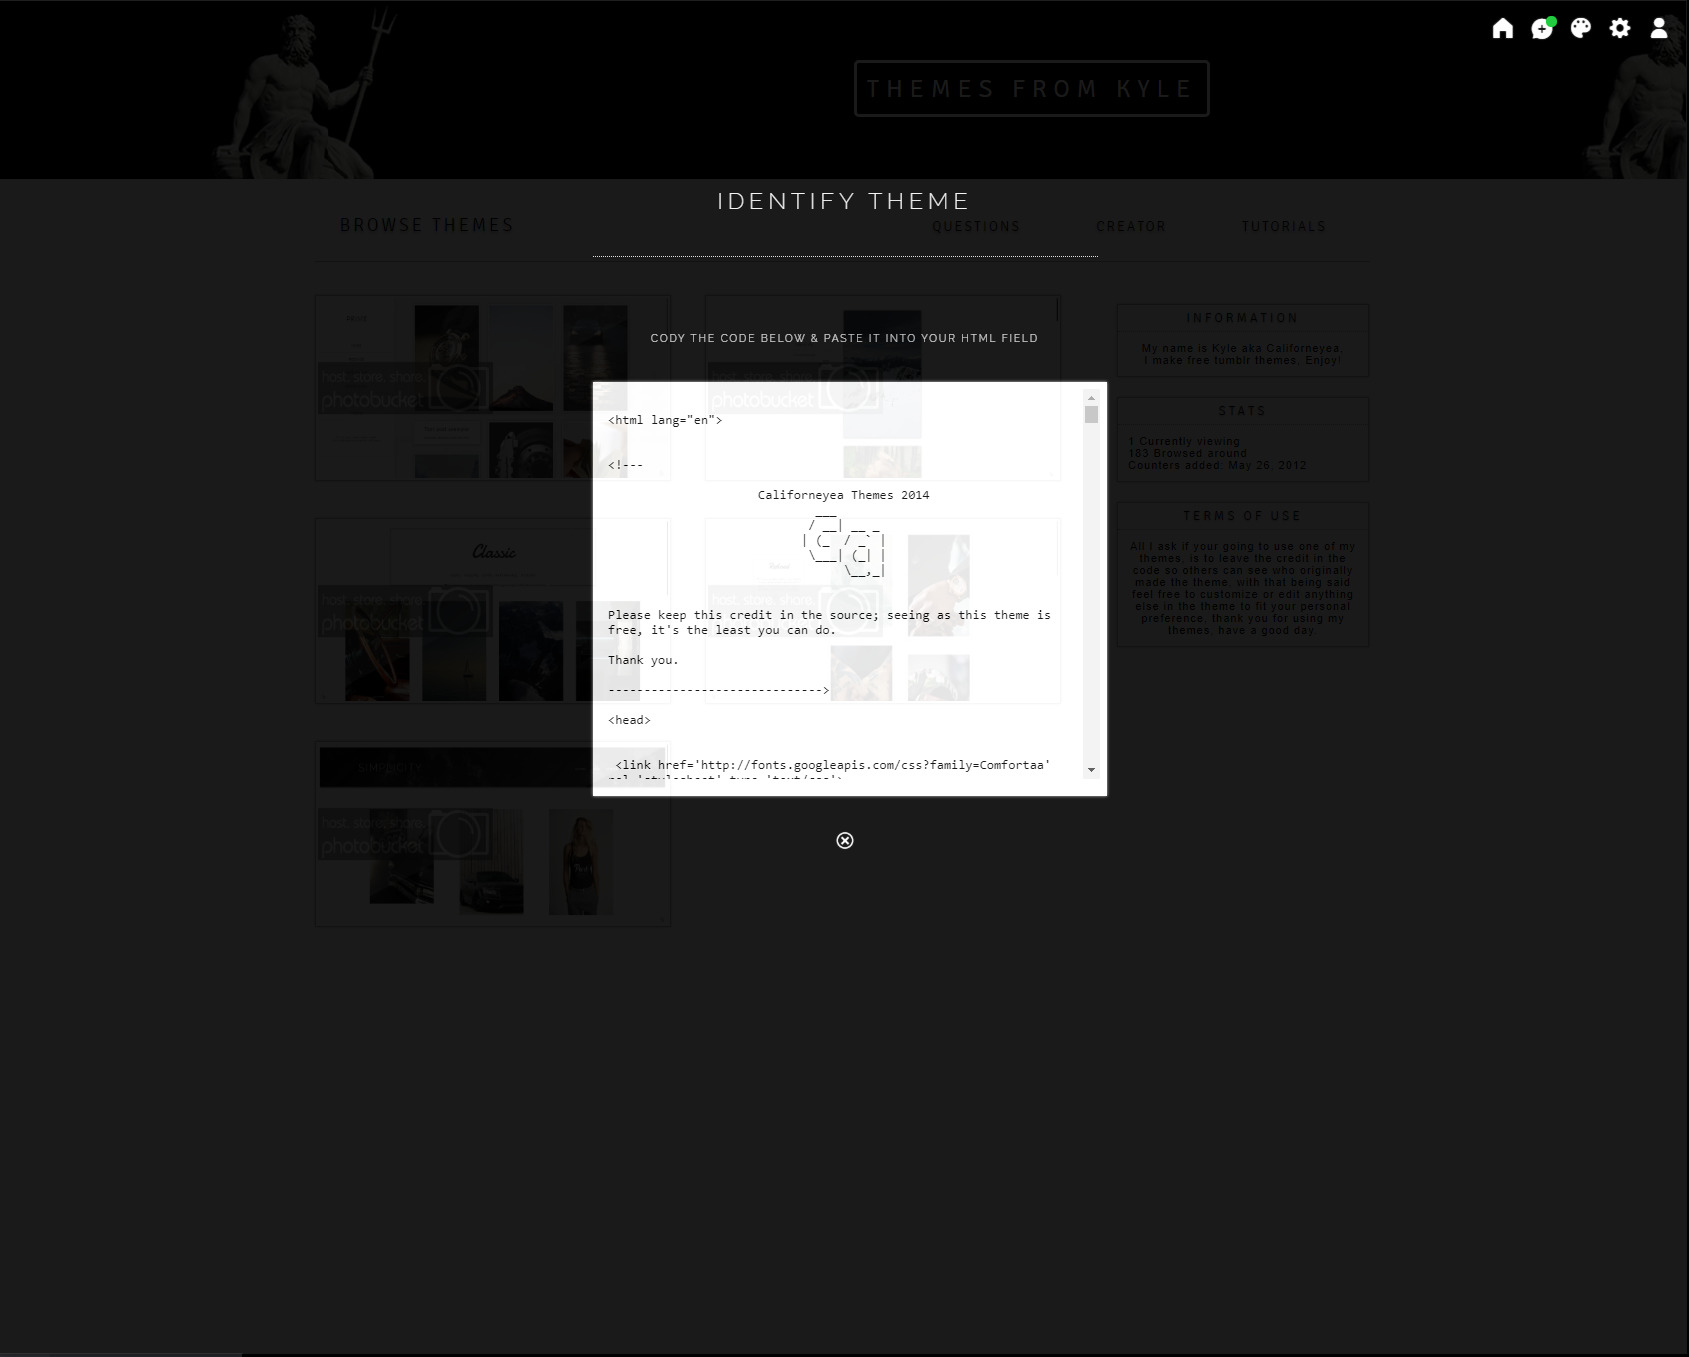 THEMES FROM KYLE
IDENTIFY THEME
BROWSE THEMES
QUESTIONS
CREATOR
TUTORIALS
CODY THE CODE BELOW & PASTE IT INTO YOUR HTML FIELD
<html lang="en">
<!---
Californeyea Themes 2014
Please keep this credit in the source; seeing as this theme is
free, it's the least you can do.
Thank you.
------------------------------>
<head>
<link href='http://fonts.googleapis.com/css?family=Comfortaa'
rel='stylesheet' type='text/css'>
host. store. share.
photobucket
host. store. share.
photobucket
Classic
host. store. share.
photobucket
host. store. share.
SIMPLICITY
host. store. share.
photobucket
INFORMATION
My name is Kyle aka Californeyea,
I make free tumblr themes, Enjoy!
STATS
1 Currently viewing
183 Browsed around
Counters added: May 26, 2012
TERMS OF USE
All I ask if your going to use one of my
themes, is to leave the credit in the
code so others can see who originally
made the theme, with that being said
feel free to customize or edit anything
else in the theme to fit your personal
preference, thank you for using my
themes, have a good day.